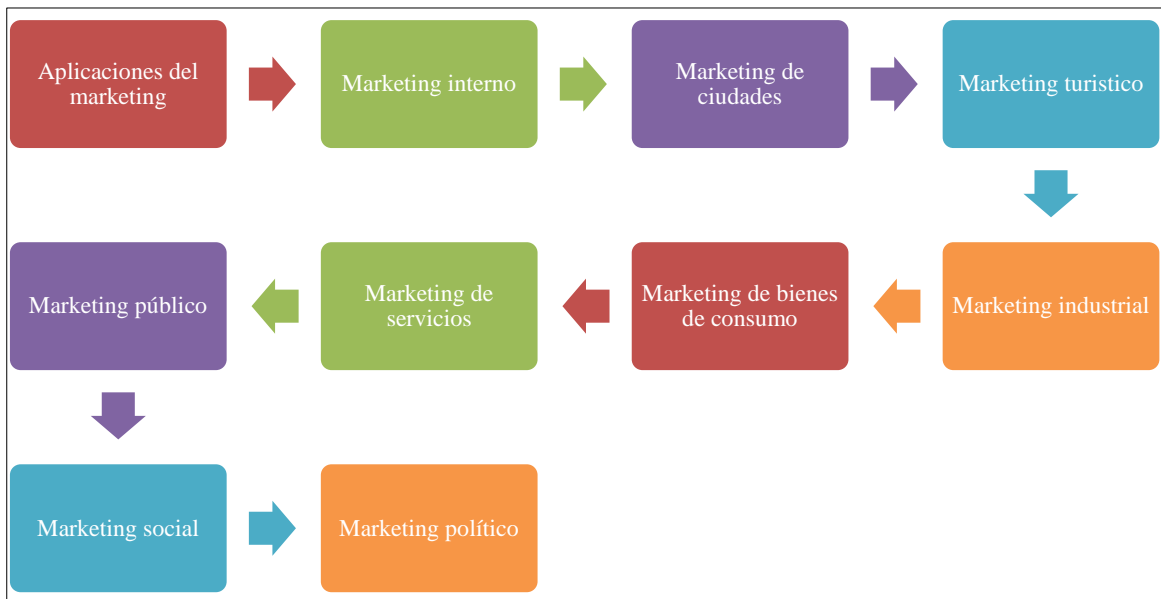 Aplicaciones del
marketing
Marketing interno
Marketing de
ciudades
Marketing turistico
Marketing industrial
Marketing de bienes
de consumo
Marketing de
servicios
Marketing público
Marketing social
Marketing político